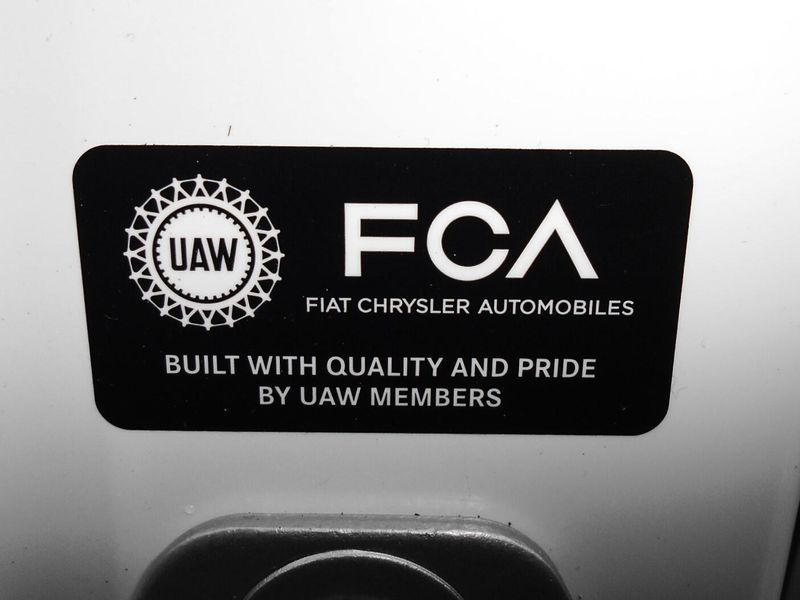 UAW
FCA
FIAT CHRYSLER AUTOMOBILES
BUILT WITH QUALITY AND PRIDE
BY UAW MEMBERS